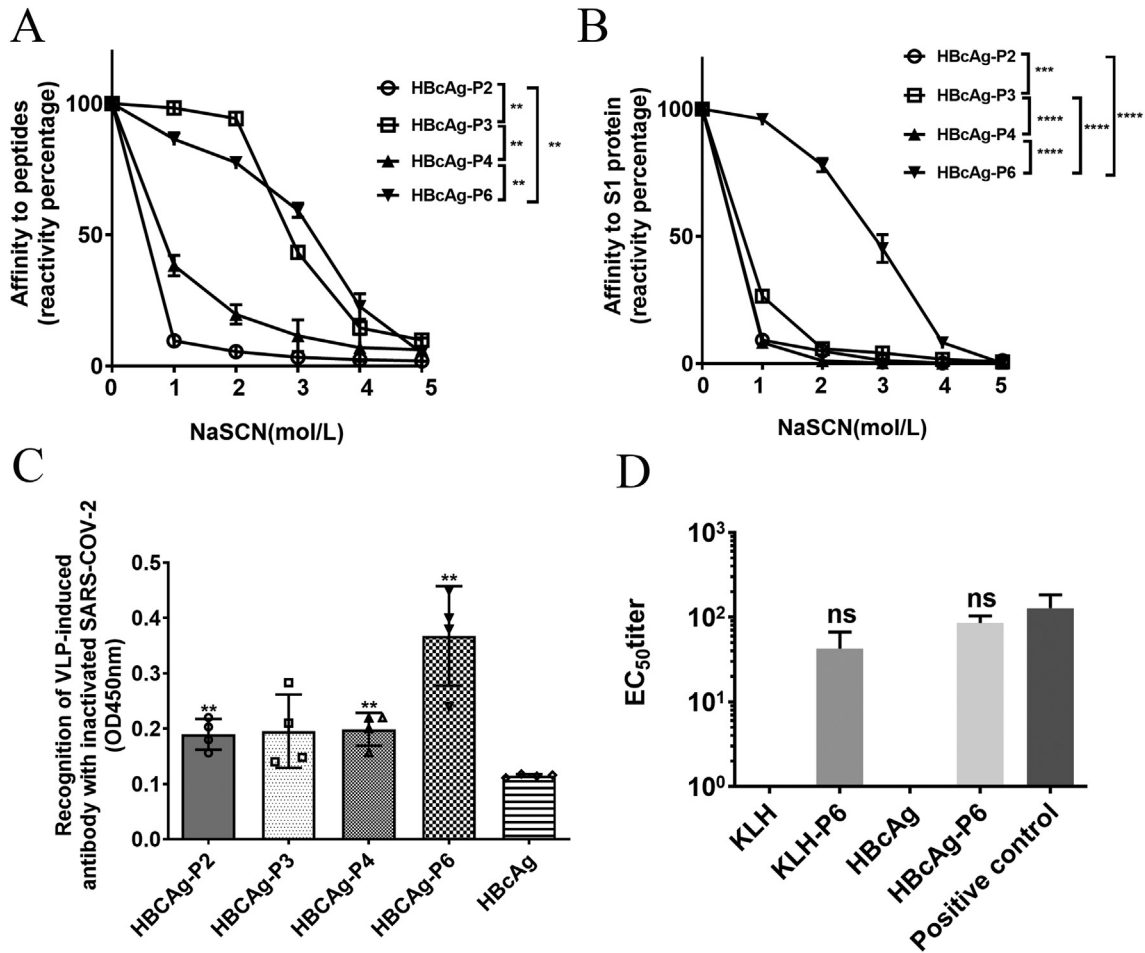 A
Affinity to peptides
(reactivity percentage)
100
50
0
0 1 2 3 4 5
NaSCN(mol/L)
HBcAg-P2
HBcAg-P3
HBcAg-P4
HBcAg-P6
**
**
**
**
B
Affinity to S1 protein
(reactivity percentage)
100
50
0
0 1 2 3 4 5
NaSCN(mol/L)
HBcAg-P2
HBcAg-P3
HBcAg-P4
HBcAg-P6
***
****
****
****
****
C
Recognition of VLP-induced
antibody with inactivated SARS-COV-2
(OD450nm)
0.5
0.4
0.3
0.2
0.1
0.0
**
**
**
HBCAg-P2
HBCAg-P3
HBCAg-P4
HBCAg-P6
HBcAg
D
EC50titer
10³
10²
10¹
10⁰
ns
ns
KLH
KLH-P6
HBcAg
HBcAg-P6
Positive control